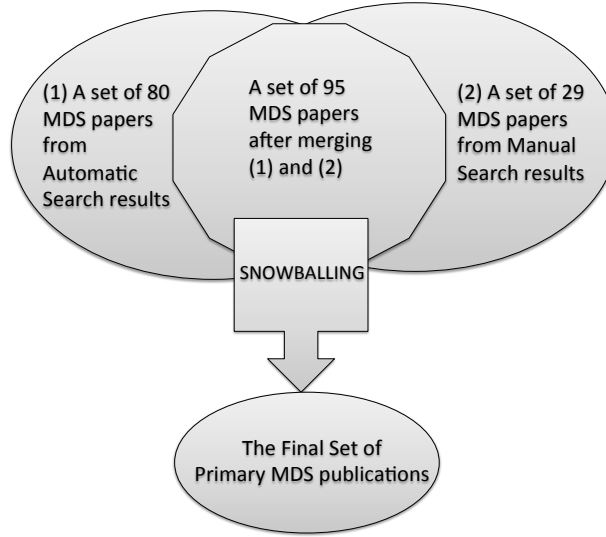 (1) A set of 80
MDS papers
from
Automatic
Search results
A set of 95
MDS papers
after merging
(1) and (2)
(2) A set of 29
MDS papers
from Manual
Search results
SNOWBALLING
The Final Set of
Primary MDS publications